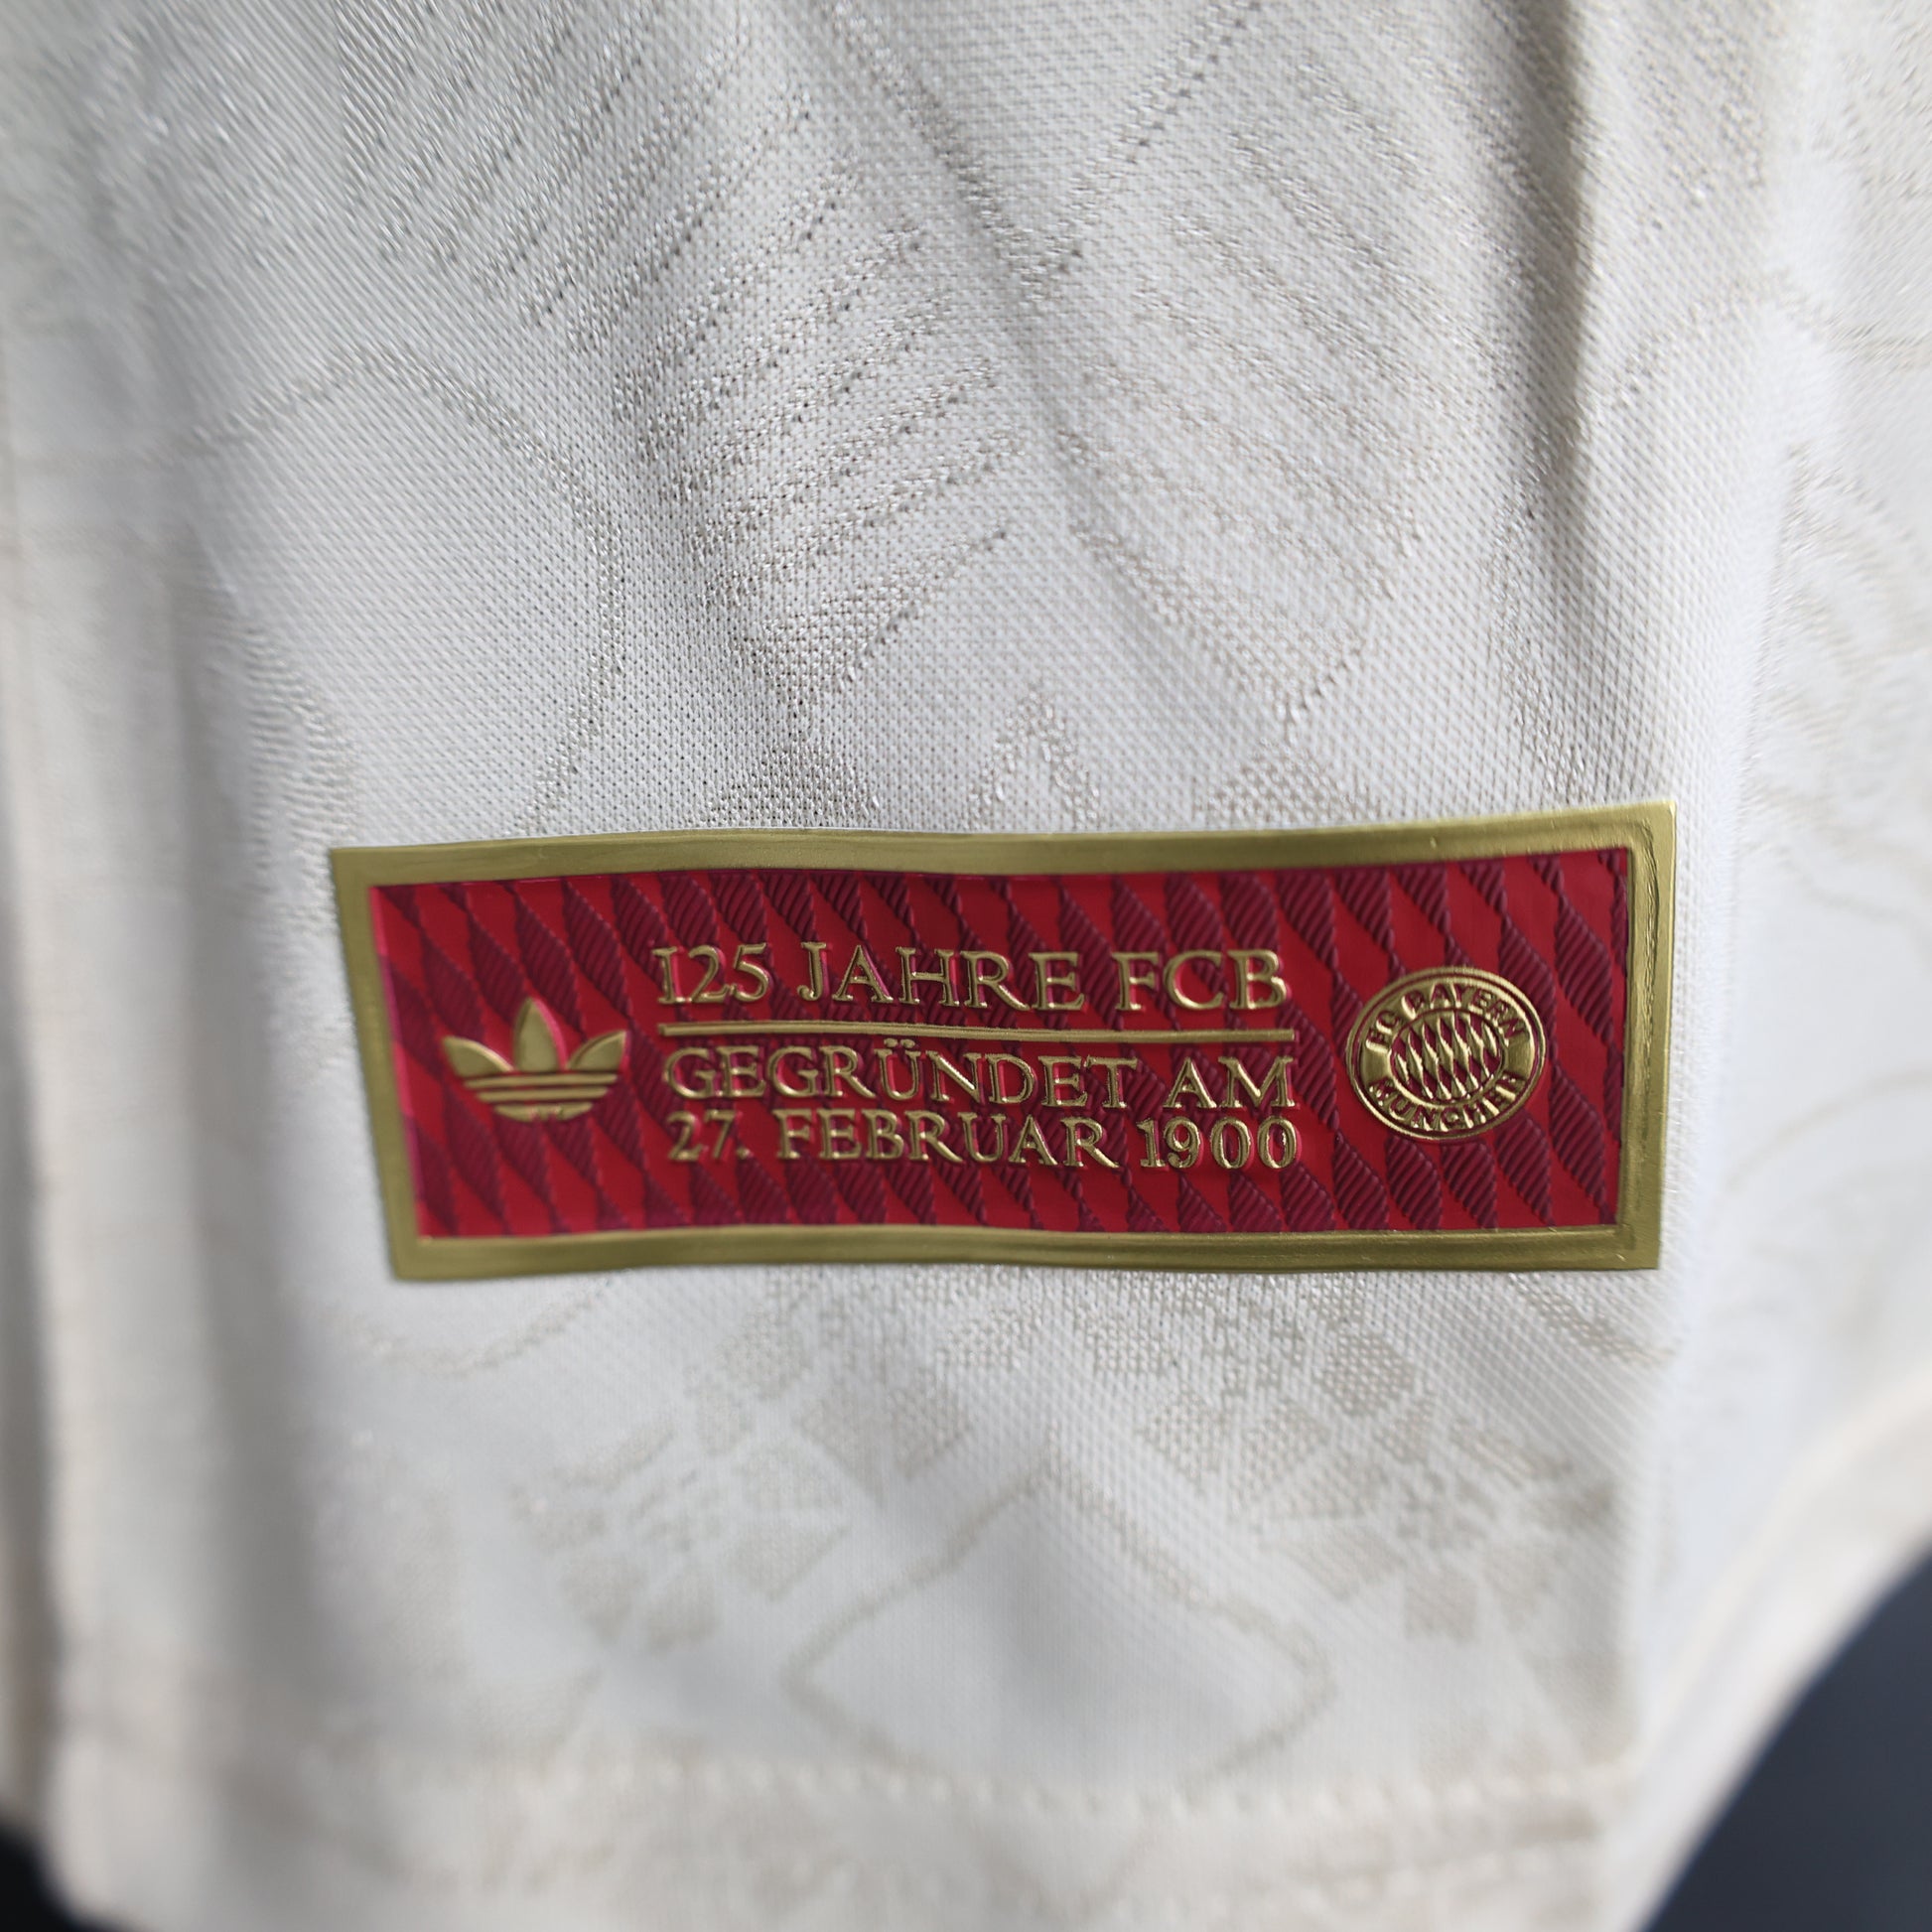 125 JAHRE FCB
GEGRÜNDET AM
27. FEBRUAR 1900
FC BAYERN
MÜNCHEN